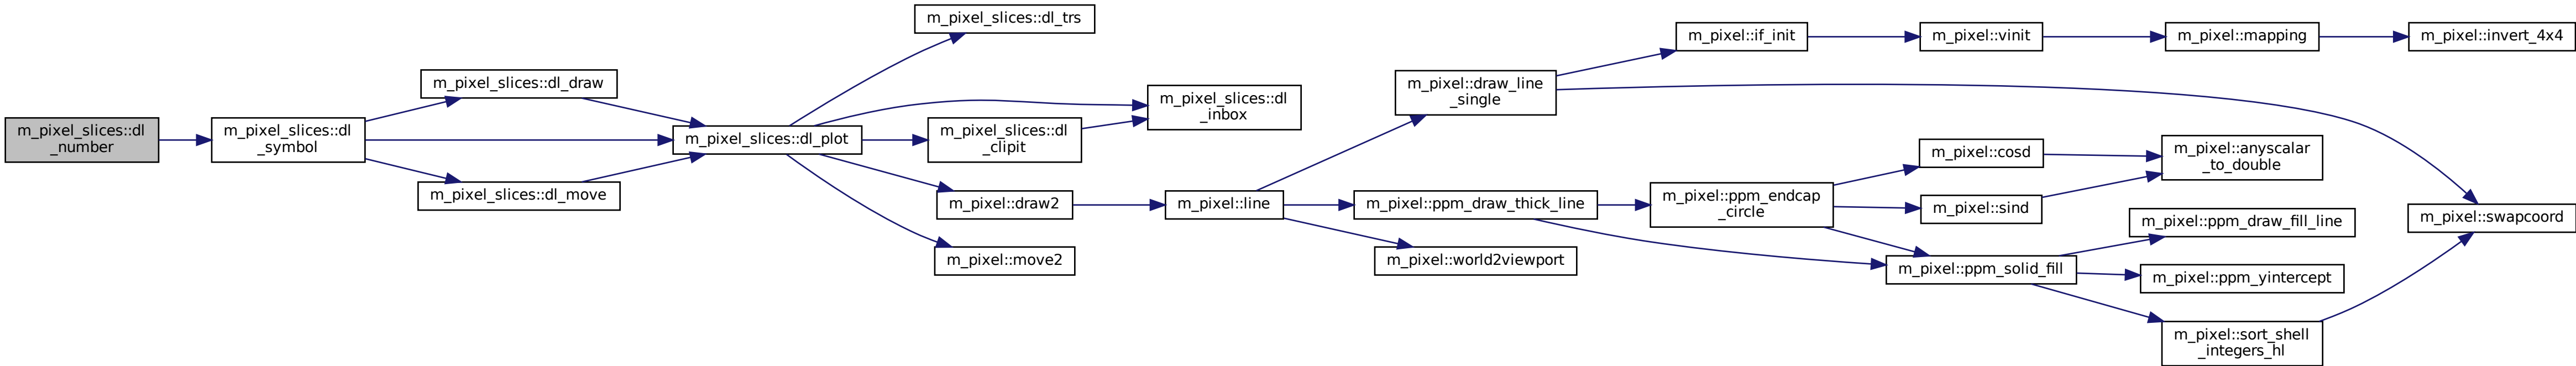 m_pixel_slices::dl
_number
m_pixel_slices::dl
_symbol
m_pixel_slices::dl_draw
m_pixel_slices::dl_move
m_pixel_slices::dl_plot
m_pixel_slices::dl_trs
m_pixel_slices::dl
_inbox
m_pixel_slices::dl
_clipit
m_pixel::draw2
m_pixel::move2
m_pixel::line
m_pixel::draw_line
_single
m_pixel::ppm_draw_thick_line
m_pixel::world2viewport
m_pixel::if_init
m_pixel::vinit
m_pixel::mapping
m_pixel::invert_4x4
m_pixel::ppm_endcap
_circle
m_pixel::cosd
m_pixel::sind
m_pixel::anyscalar
_to_double
m_pixel::ppm_solid_fill
m_pixel::ppm_draw_fill_line
m_pixel::ppm_yintercept
m_pixel::sort_shell
_integers_hl
m_pixel::swapcoord